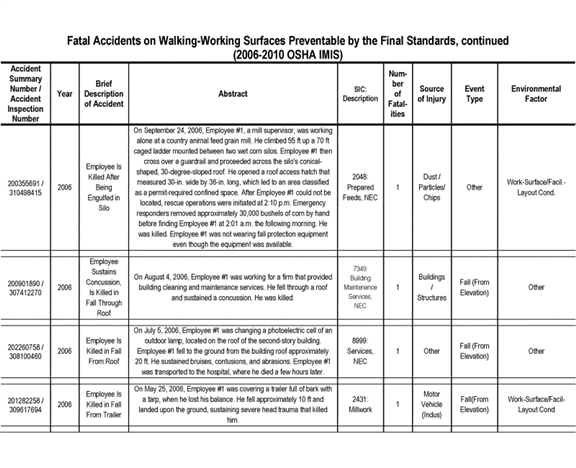 Fatal Accidents on Walking-Working Surfaces Preventable by the Final Standards, continued
(2006-2010 OSHA IMIS)
Accident
Summary
Number /
Accident
Inspection
Number
Year
Brief
Description
of Accident
Abstract
SIC:
Description
Num-
ber
of
Fatal-
ities
Source
of Injury
Event
Type
Environmental
Factor
200355691 /
310498415
2006
Employee Is
Killed After
Being
Engulfed in
Silo
On September 24, 2006, Employee #1, a mill supervisor, was working
alone at a country animal feed grain mill. He climbed 55 ft up a 70 ft
caged ladder mounted between two wet corn silos. Employee #1 then
cross over a guardrail and proceeded across the silo's conical-
shaped, 30-degree-sloped roof. He opened a roof access hatch that
measured 30-in. wide by 36-in. long, which led to an area classified
as a permit-required confined space. After Employee #1 could not be
located, rescue operations were initiated at 2:10 p.m. Emergency
responders removed approximately 30,000 bushels of corn by hand
before finding Employee #1 at 2:01 a.m. the following morning. He
was killed. Employee #1 was not wearing fall protection equipment
even though the equipment was available.
2048:
Prepared
Feeds, NEC
1
Dust /
Particles/
Chips
Other
Work-Surface/Facil.-
Layout Cond.
200901890 /
307412270
2006
Employee
Sustains
Concussion,
Is Killed in
Fall Through
Roof
On August 4, 2006, Employee #1 was working for a firm that provided
building cleaning and maintenance services. He fell through a roof
and sustained a concussion. He was killed.
7349:
Building
Maintenance
Services,
NEC
1
Buildings
/
Structures
Fall (From
Elevation)
Other
202260758 /
308100460
2006
Employee Is
Killed in Fall
From Roof
On July 5, 2006, Employee #1 was changing a photoelectric cell of an
outdoor lamp, located on the roof of the second-story building.
Employee #1 fell to the ground from the building roof approximately
20 ft. He sustained bruises, contusions, and abrasions. Employee #1
was transported to the hospital, where he died a few hours later.
8999:
Services,
NEC
1
Other
Fall (From
Elevation)
Other
201282258 /
309617694
2006
Employee Is
Killed in Fall
From Trailer
On May 25, 2006, Employee #1 was covering a trailer full of bark with
a tarp, when he lost his balance. He fell approximately 10 ft and
landed upon the ground, sustaining severe head trauma that killed
him.
2431:
Millwork
1
Motor
Vehicle
(Indus)
Fall(From
Elevation)
Work-Surface/Facil-
Layout Cond